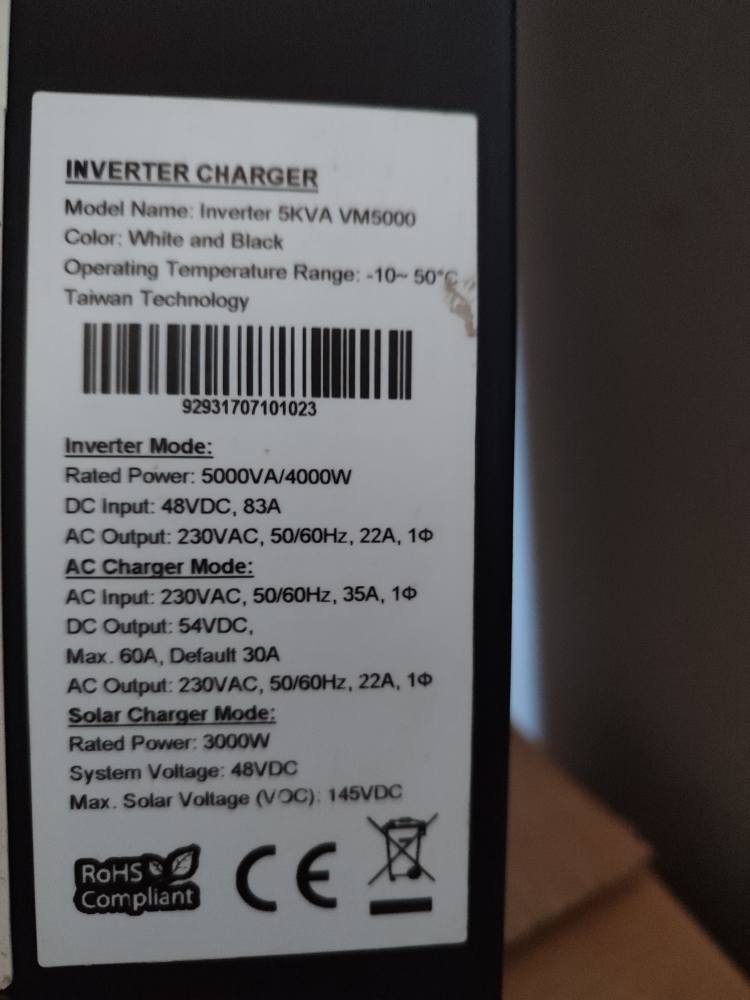 INVERTER CHARGER
Model Name: Inverter 5KVA VM5000
Color: White and Black
Operating Temperature Range: -10~ 50°C
Taiwan Technology
92931707101023
Inverter Mode:
Rated Power: 5000VA/4000W
DC Input: 48VDC, 83A
AC Output: 230VAC, 50/60Hz, 22A, 1Φ
AC Charger Mode:
AC Input: 230VAC, 50/60Hz, 35A, 1Φ
DC Output: 54VDC,
Max. 60A, Default 30A
AC Output: 230VAC, 50/60Hz, 22A, 1Φ
Solar Charger Mode:
Rated Power: 3000W
System Voltage: 48VDC
Max. Solar Voltage (VOC): 145VDC
RoHS
Compliant
CE